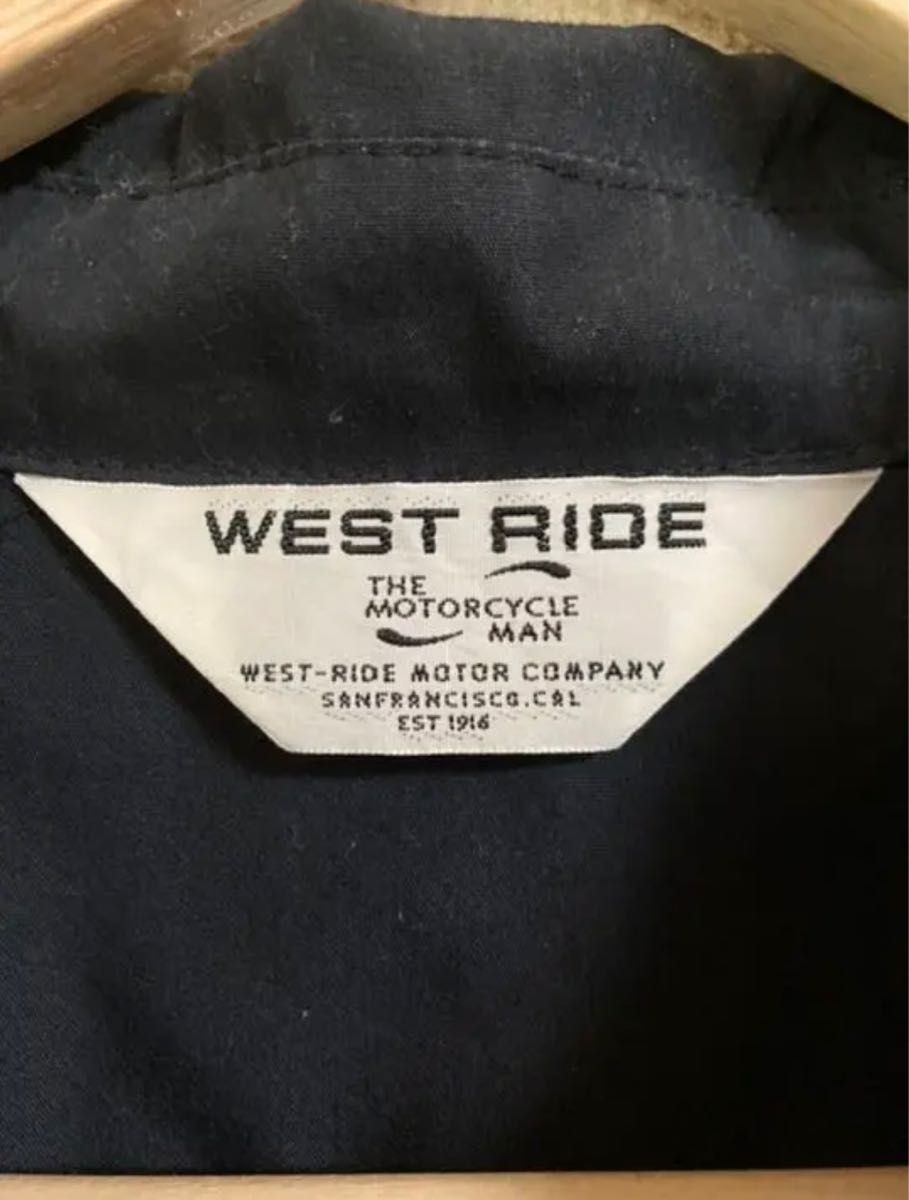 WEST RIDE
THE
MOTORCYCLE
MAN
WEST-RIDE MOTOR COMPANY
SANFRANCISCO.CAL
EST 1916